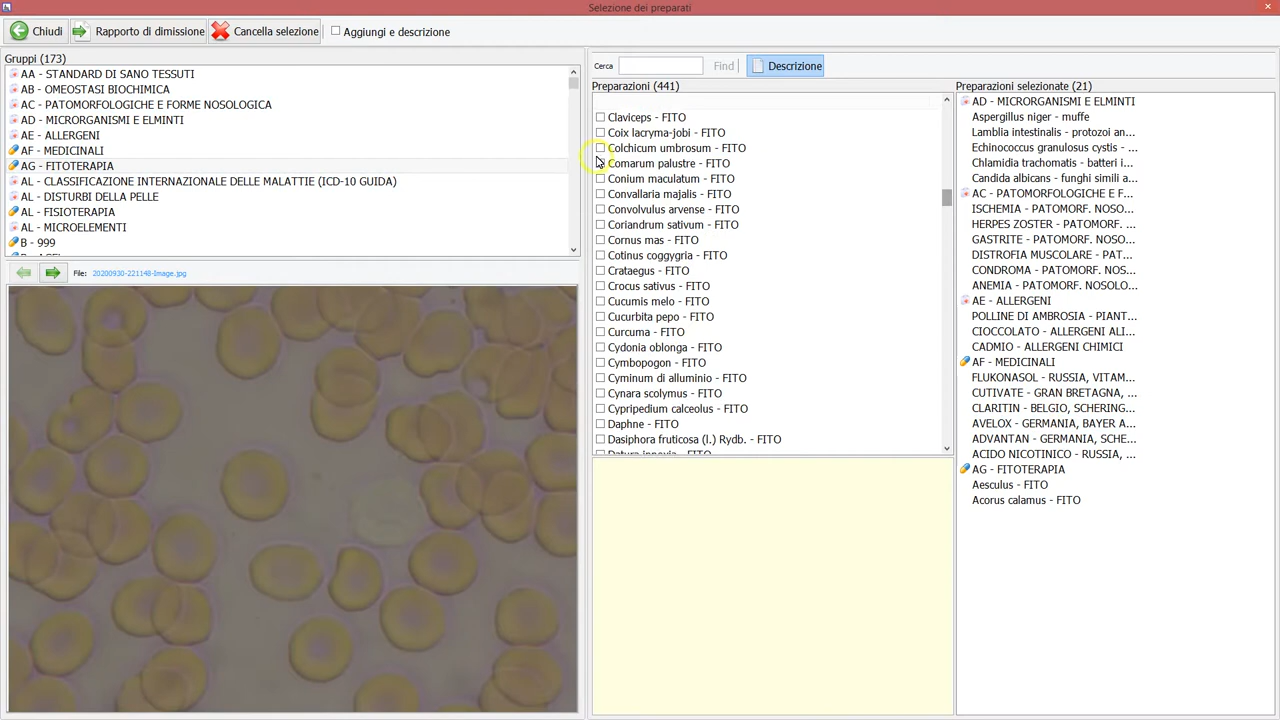 Selezione dei preparati
Chiudi
Rapporto di dimissione
Cancella selezione
Aggiungi e descrizione
Gruppi (173)
AA - STANDARD DI SANO TESSUTI
AB - OMEOSTASI BIOCHIMICA
AC - PATOMORFOLOGICHE E FORME NOSOLOGICA
AD - MICRORGANISMI E ELMINTI
AE - ALLERGENI
AF - MEDICINALI
AG - FITOTERAPIA
AL - CLASSIFICAZIONE INTERNAZIONALE DELLE MALATTIE (ICD-10 GUIDA)
AL - DISTURBI DELLA PELLE
AL - FISIOTERAPIA
AL - MICROELEMENTI
B - 999
File: 20200930-221148-Image.jpg
Cerca
Find
Descrizione
Preparazioni (441)
Claviceps - FITO
Coix lacryma-jobi - FITO
Colchicum umbrosum - FITO
Comarum palustre - FITO
Conium maculatum - FITO
Convallaria majalis - FITO
Convolvulus arvense - FITO
Coriandrum sativum - FITO
Cornus mas - FITO
Cotinus coggygria - FITO
Crataegus - FITO
Crocus sativus - FITO
Cucumis melo - FITO
Cucurbita pepo - FITO
Curcuma - FITO
Cydonia oblonga - FITO
Cymbopogon - FITO
Cyminum di alluminio - FITO
Cynara scolymus - FITO
Cypripedium calceolus - FITO
Daphne - FITO
Dasiphora fruticosa (l.) Rydb. - FITO
Preparazioni selezionate (21)
AD - MICRORGANISMI E ELMINTI
Aspergillus niger - muffe
Lamblia intestinalis - protozoi an...
Echinococcus granulosus cystis - ...
Chlamidia trachomatis - batteri i...
Candida albicans - funghi simili a...
AC - PATOMORFOLOGICHE E F...
ISCHEMIA - PATOMORF. NOSO...
HERPES ZOSTER - PATOMORF. ...
GASTRITE - PATOMORF. NOSO...
DISTROFIA MUSCOLARE - PAT...
CONDROMA - PATOMORF. NOS...
ANEMIA - PATOMORF. NOSOLO...
AE - ALLERGENI
POLLINE DI AMBROSIA - PIANT...
CIOCCOLATO - ALLERGENI ALI...
CADMIO - ALLERGENI CHIMICI
AF - MEDICINALI
FLUKONASOL - RUSSIA, VITAM...
CUTIVATE - GRAN BRETAGNA, ...
CLARITIN - BELGIO, SCHERING...
AVELOX - GERMANIA, BAYER A...
ADVANTAN - GERMANIA, SCHE...
ACIDO NICOTINICO - RUSSIA, ...
AG - FITOTERAPIA
Aesculus - FITO
Acorus calamus - FITO